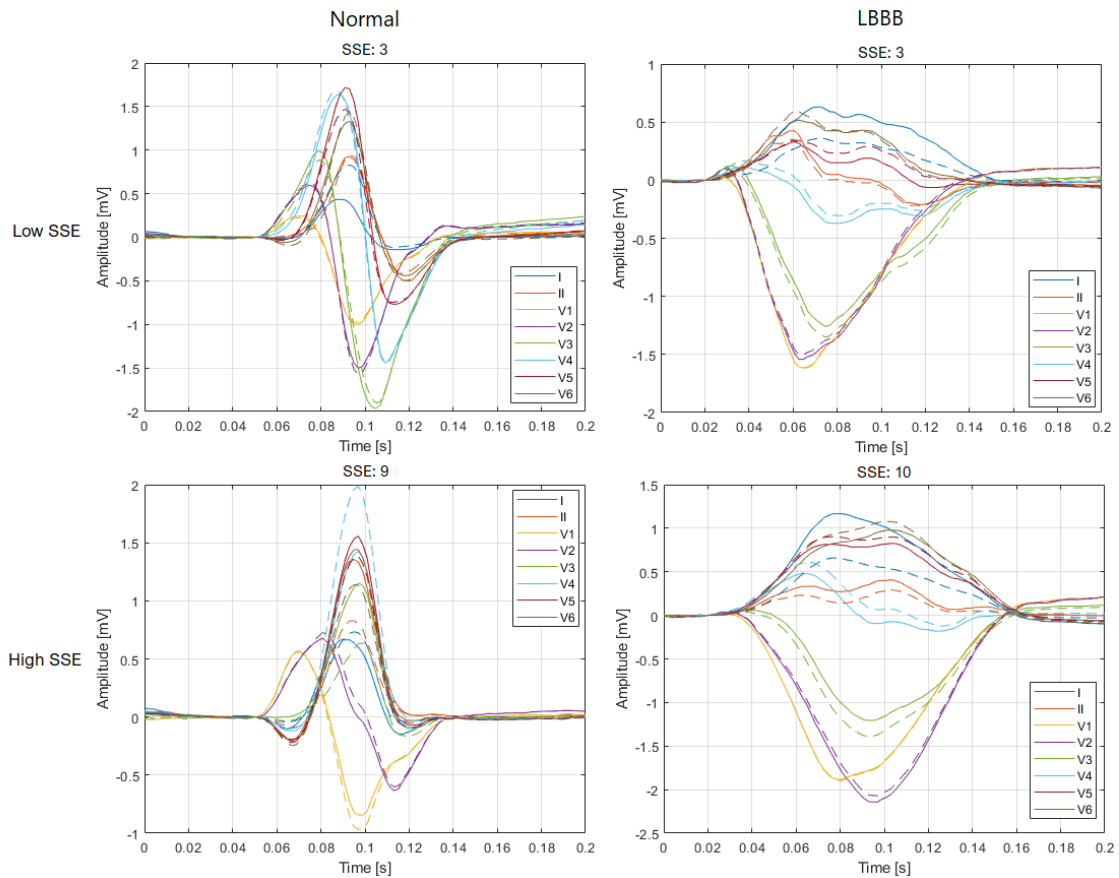 Normal
LBBB
SSE: 3
SSE: 3
Low SSE
Amplitude [mV]
2
1.5
1
0.5
0
-0.5
-1
-1.5
-2
0 0.02 0.04 0.06 0.08 0.1 0.12 0.14 0.16 0.18 0.2
Time [s]
I
II
V1
V2
V3
V4
V5
V6
Amplitude [mV]
1
0.5
0
-0.5
-1
-1.5
-2
0 0.02 0.04 0.06 0.08 0.1 0.12 0.14 0.16 0.18 0.2
Time [s]
I
II
V1
V2
V3
V4
V5
V6
SSE: 9
SSE: 10
High SSE
Amplitude [mV]
2
1.5
1
0.5
0
-0.5
-1
0 0.02 0.04 0.06 0.08 0.1 0.12 0.14 0.16 0.18 0.2
Time [s]
I
II
V1
V2
V3
V4
V5
V6
Amplitude [mV]
1.5
1
0.5
0
-0.5
-1
-1.5
-2
-2.5
0 0.02 0.04 0.06 0.08 0.1 0.12 0.14 0.16 0.18 0.2
Time [s]
I
II
V1
V2
V3
V4
V5
V6